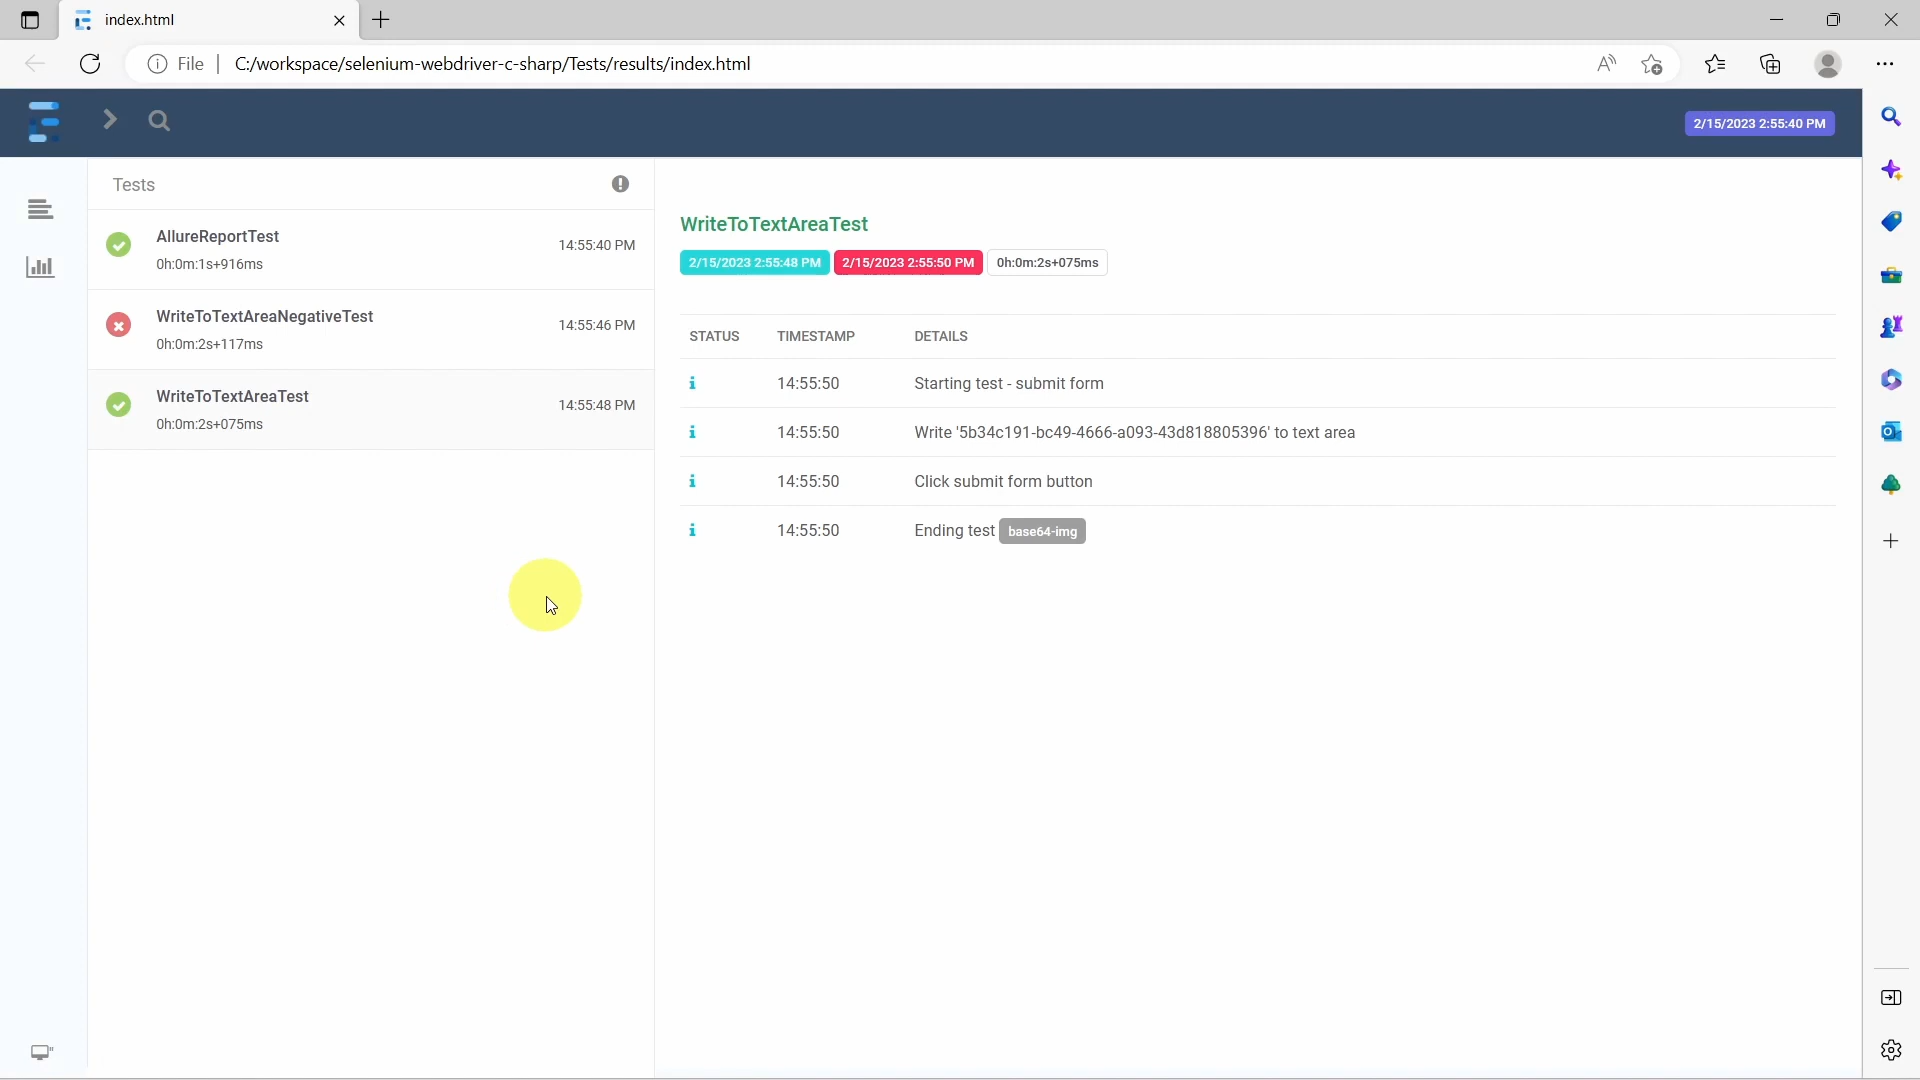 index.html
File
C:/workspace/selenium-webdriver-c-sharp/Tests/results/index.html
2/15/2023 2:55:40 PM
Tests
AllureReportTest
14:55:40 PM
0h:0m:1s+916ms
WriteToTextAreaNegativeTest
14:55:46 PM
0h:0m:2s+117ms
WriteToTextAreaTest
14:55:48 PM
0h:0m:2s+075ms
WriteToTextAreaTest
2/15/2023 2:55:48 PM 2/15/2023 2:55:50 PM 0h:0m:2s+075ms
STATUS TIMESTAMP DETAILS
14:55:50 Starting test - submit form
14:55:50 Write '5b34c191-bc49-4666-a093-43d818805396' to text area
14:55:50 Click submit form button
14:55:50 Ending test base64-img